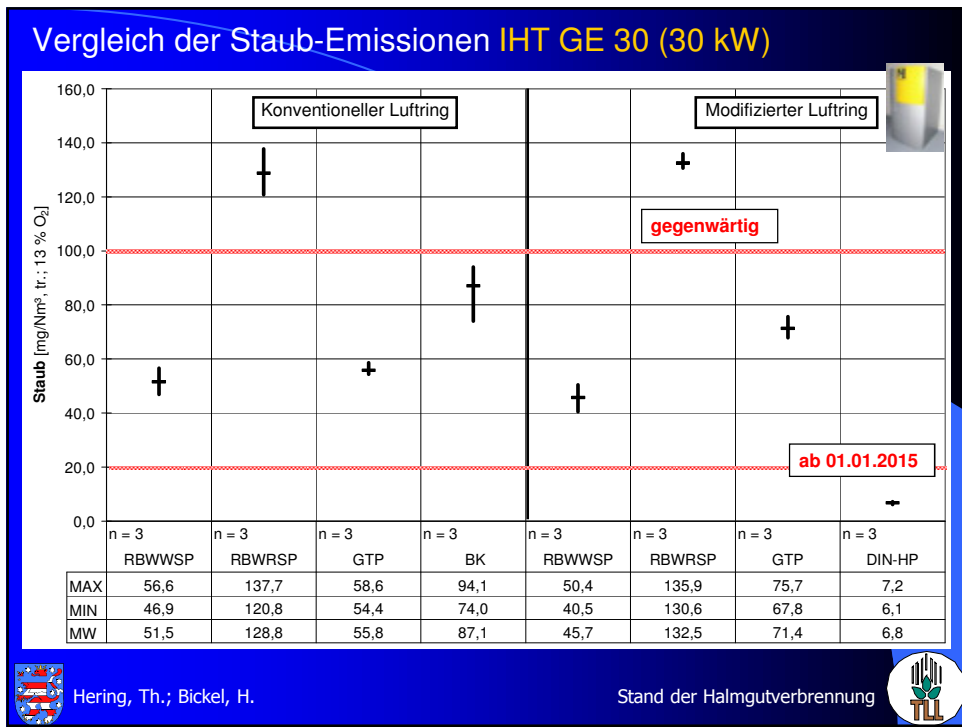 Vergleich der Staub-Emissionen IHT GE 30 (30 kW)
Konventioneller Luftring
Modifizierter Luftring
Staub [mg/Nm³, tr.; 13 % O₂]
160,0
140,0
120,0
100,0
80,0
60,0
40,0
20,0
0,0
gegenwärtig
ab 01.01.2015
n = 3 n = 3 n = 3 n = 3 n = 3 n = 3 n = 3 n = 3
RBWWSP RBWRSP GTP BK RBWWSP RBWRSP GTP DIN-HP
MAX 56,6 137,7 58,6 94,1 50,4 135,9 75,7 7,2
MIN 46,9 120,8 54,4 74,0 40,5 130,6 67,8 6,1
MW 51,5 128,8 55,8 87,1 45,7 132,5 71,4 6,8
Hering, Th.; Bickel, H.
Stand der Halmgutverbrennung
TLL